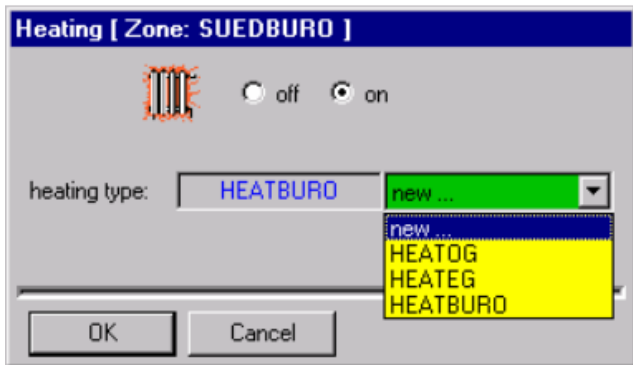 Heating [ Zone: SUEDBURO ]
off on
heating type: HEATBURO new ...
new ...
HEATOG
HEATEG
HEATBURO
OK Cancel